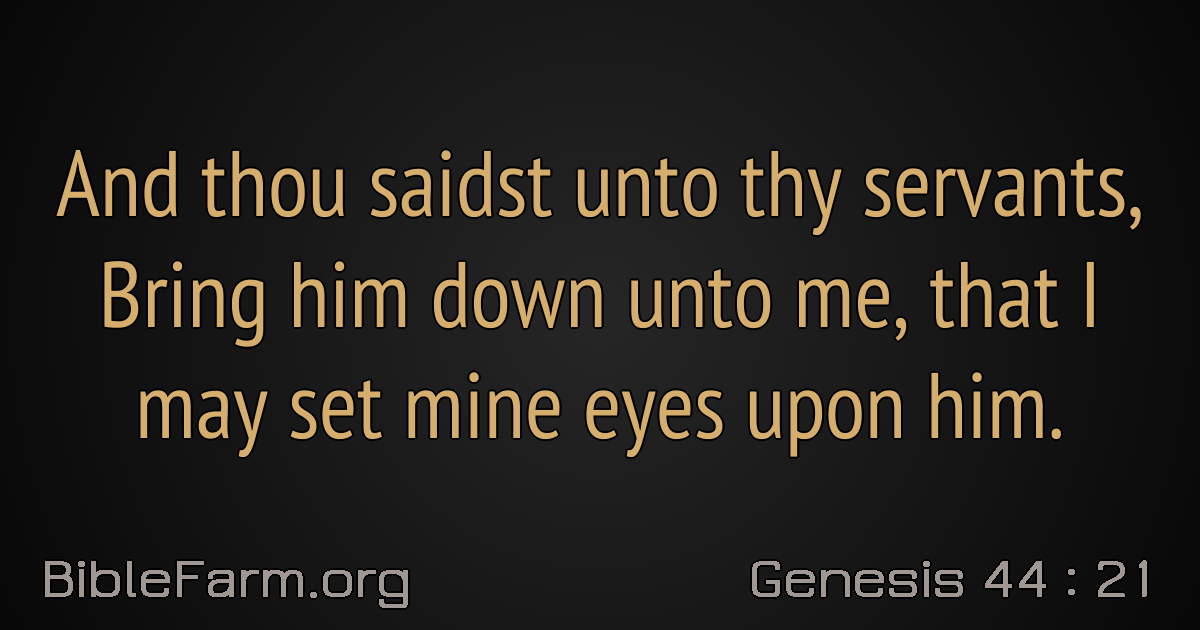 And thou saidst unto thy servants,
Bring him down unto me, that I
may set mine eyes upon him.
BibleFarm.org
Genesis 44 : 21